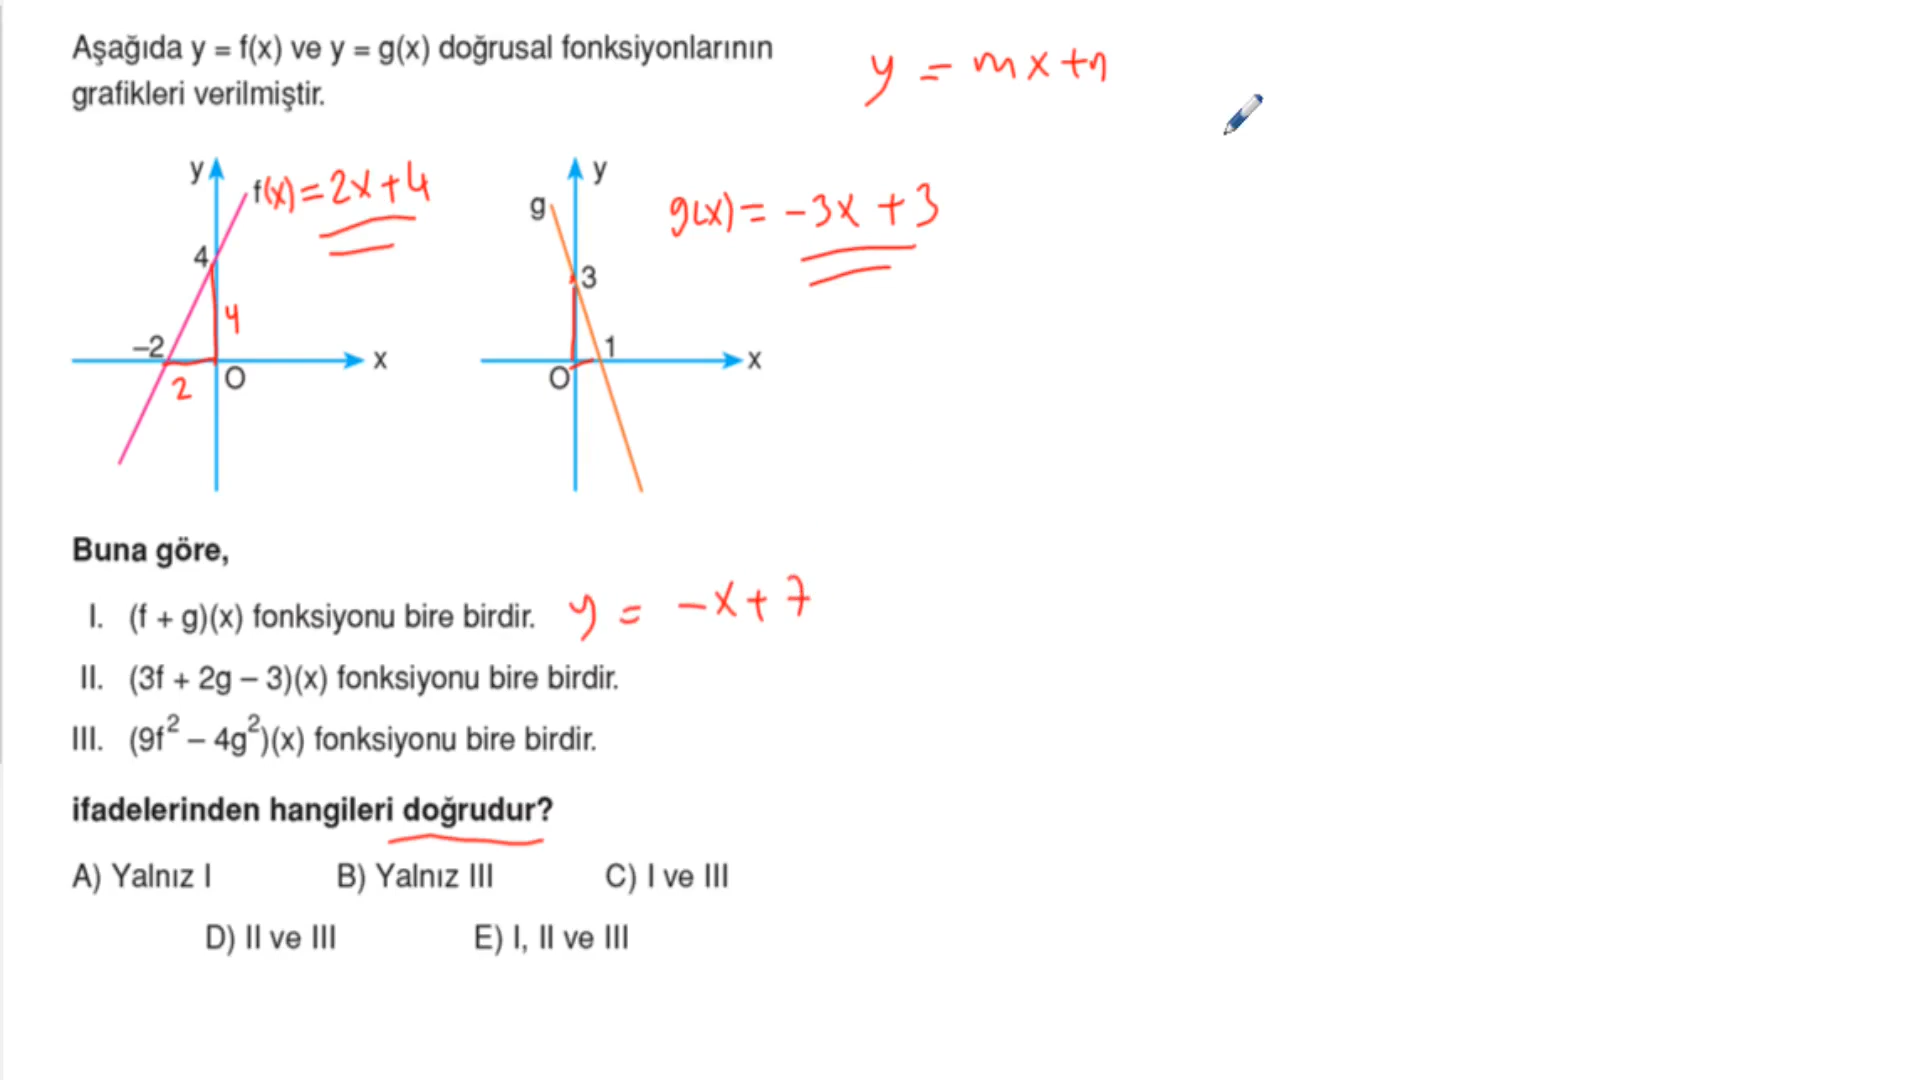 Aşağıda y = f(x) ve y = g(x) doğrusal fonksiyonlarının
grafikleri verilmiştir.
y = mx+n
y
f(x) = 2x+4
4
4
-2
2
O
x
y
g
g(x) = -3x + 3
3
1
O
x
Buna göre,
I. (f + g)(x) fonksiyonu bire birdir. y = -x+7
II. (3f + 2g – 3)(x) fonksiyonu bire birdir.
III. (9f² – 4g²)(x) fonksiyonu bire birdir.
ifadelerinden hangileri doğrudur?
A) Yalnız I B) Yalnız III C) I ve III
D) II ve III E) I, II ve III